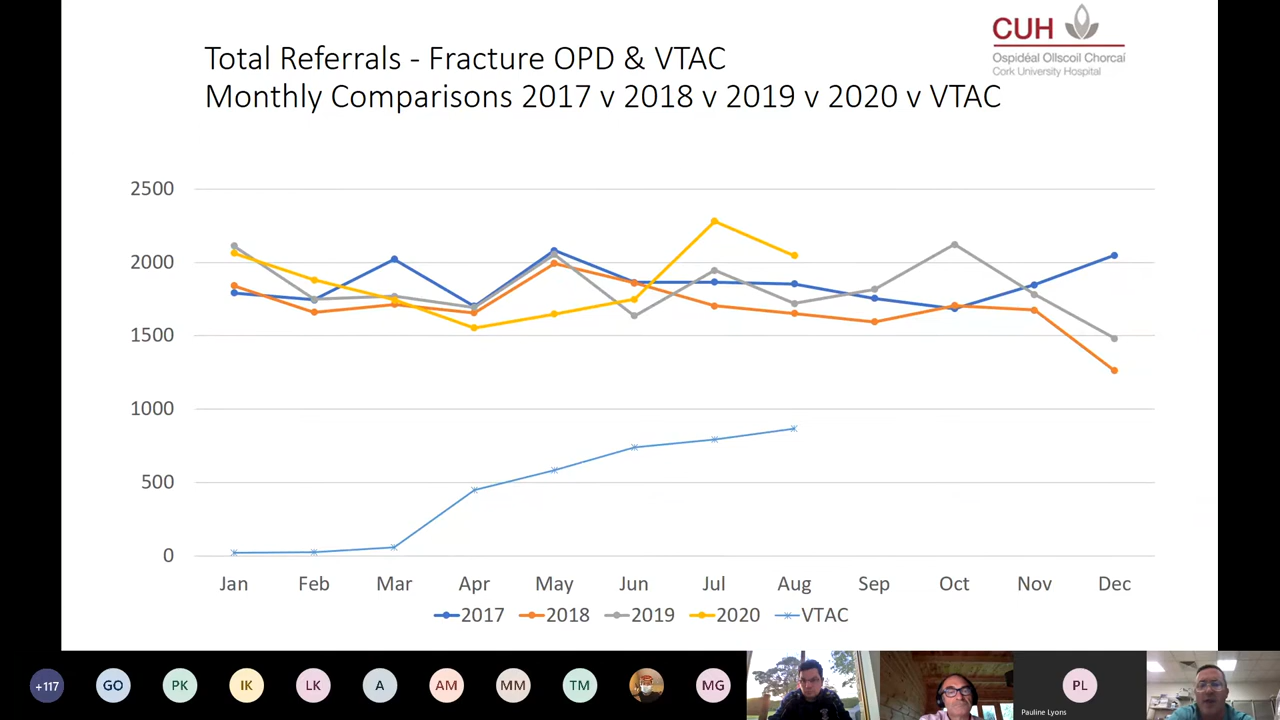 CUH
Ospidéal Ollscoil Chorcaí
Cork University Hospital
Total Referrals - Fracture OPD & VTAC
Monthly Comparisons 2017 v 2018 v 2019 v 2020 v VTAC
2500
2000
1500
1000
500
0
Jan Feb Mar Apr May Jun Jul Aug Sep Oct Nov Dec
2017 2018 2019 2020 VTAC
+117 GO PK IK LK A AM MM TM MG PL
Pauline Lyons